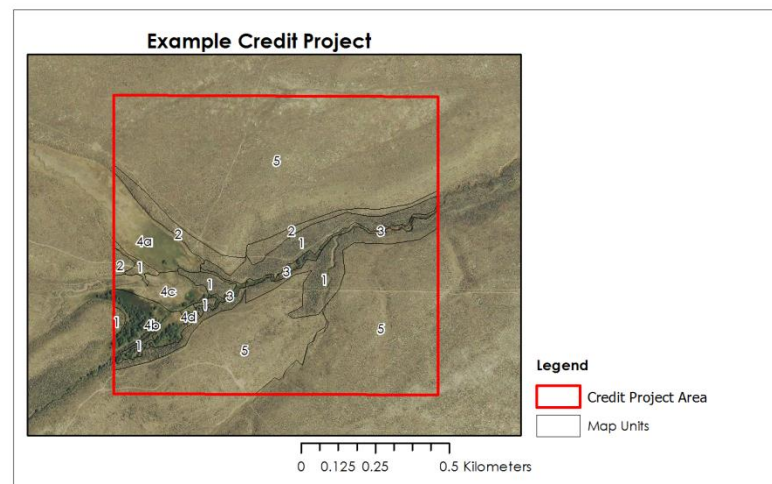 Example Credit Project
5
2
2
3
4a
1
2
1
3
1
1
4c
1
3
1
4d
4b
5
5
1
Legend
Credit Project Area
Map Units
0 0.125 0.25 0.5 Kilometers